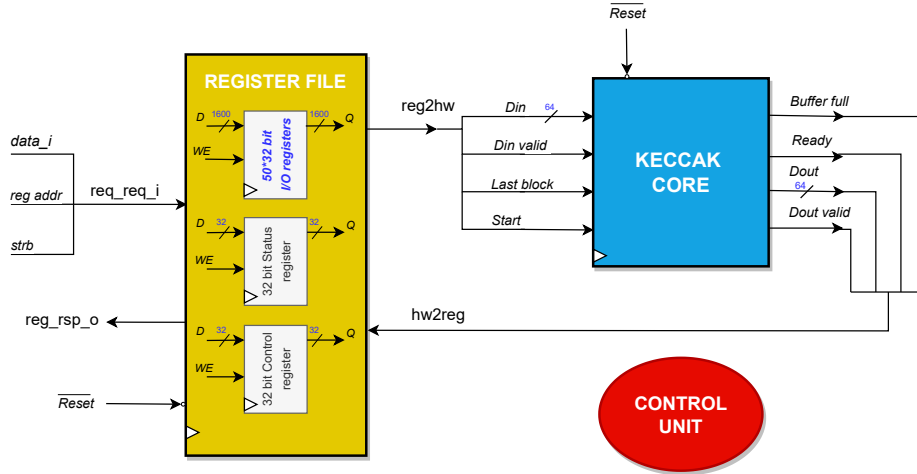 Reset
REGISTER FILE
D
1600
1600
Q
WE
50*32 bit
I/O registers
D
32
32
Q
WE
32 bit Status
register
D
32
32
Q
WE
32 bit Control
register
data_i
reg addr
strb
req_req_i
reg_rsp_o
Reset
reg2hw
Din
64
Din valid
Last block
Start
KECCAK
CORE
Buffer full
Ready
Dout
64
Dout valid
hw2reg
CONTROL
UNIT